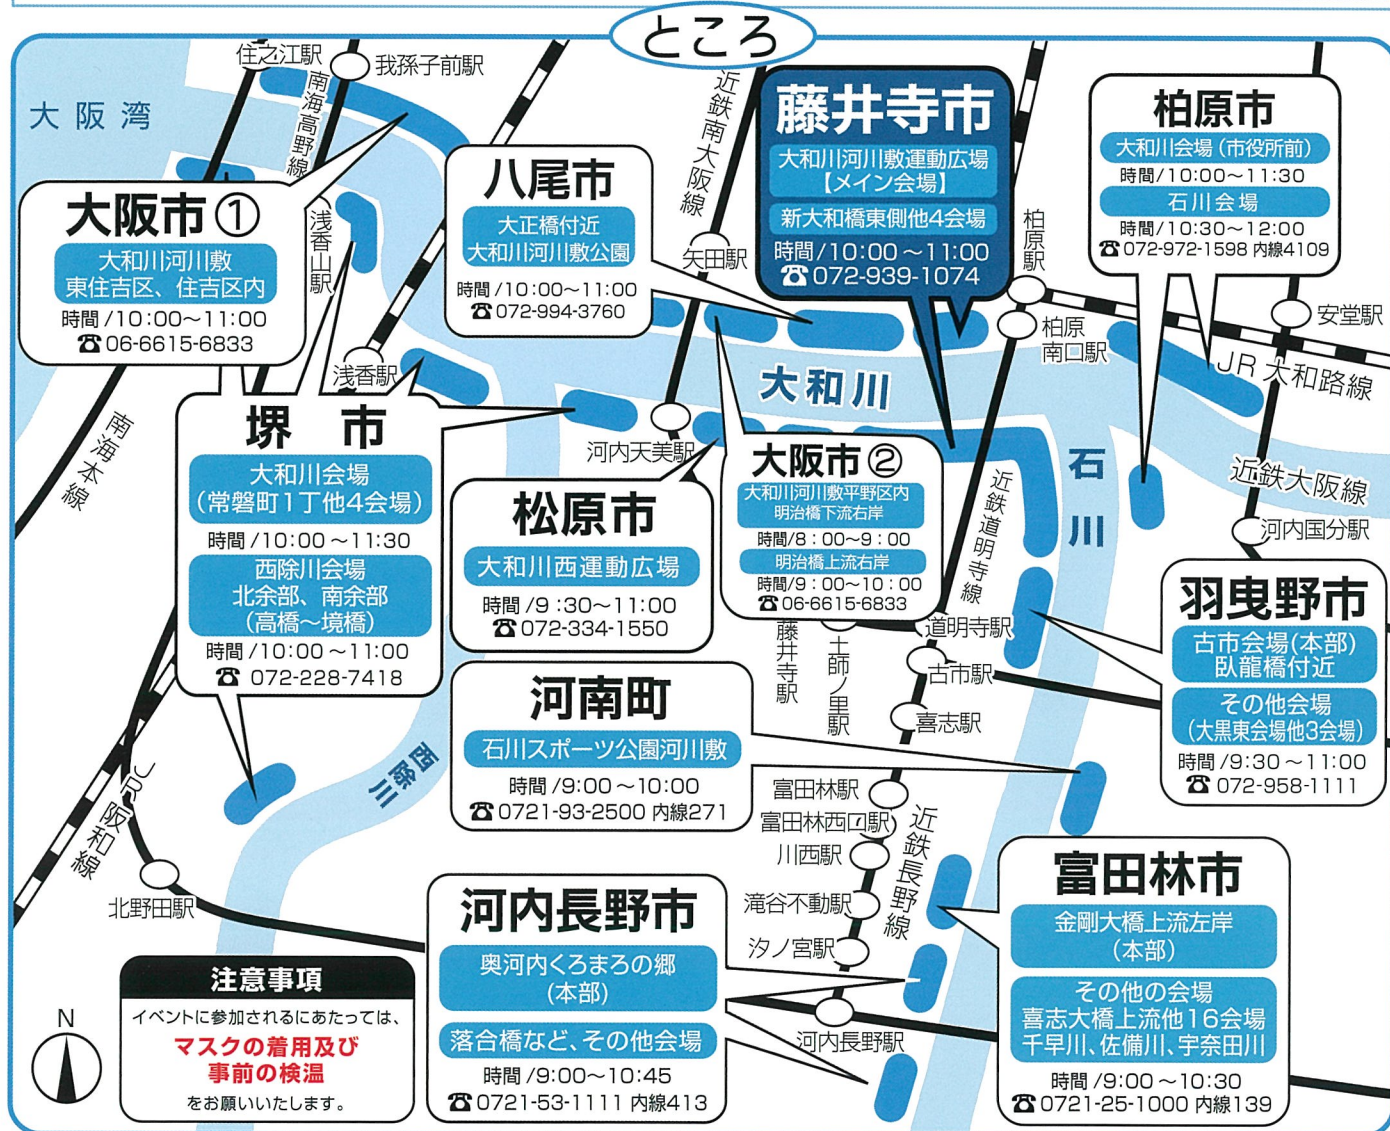 ところ
住之江駅
我孫子前駅
南海高野線
大阪湾
近鉄南大阪線
浅香山駅
矢田駅
大阪市①
大和川河川敷
東住吉区、住吉区内
時間/10:00～11:00
☎06-6615-6833
八尾市
大正橋付近
大和川河川敷公園
時間/10:00～11:00
☎072-994-3760
藤井寺市
大和川河川敷運動広場
【メイン会場】
新大和橋東側他4会場
時間/10:00～11:00
☎072-939-1074
柏原市
大和川会場(市役所前)
時間/10:00～11:30
石川会場
時間/10:30～12:00
☎072-972-1598 内線4109
柏原駅
柏原
南口駅
安堂駅
JR大和路線
浅香駅
大和川
南海本線
堺 市
大和川会場
(常磐町1丁他4会場)
時間/10:00～11:30
西除川会場
北余部、南余部
(高橋～境橋)
時間/10:00～11:00
☎ 072-228-7418
河内天美駅
松原市
大和川西運動広場
時間/9:30～11:00
☎072-334-1550
大阪市②
大和川河川敷平野区内
明治橋下流右岸
時間/8:00～9:00
明治橋上流右岸
時間/9:00～10:00
☎06-6615-6833
近鉄道明寺線
石川
近鉄大阪線
河内国分駅
羽曳野市
古市会場(本部)
臥龍橋付近
その他会場
(大黒東会場他3会場)
時間/9:30～11:00
☎072-958-1111
藤井寺駅
土師ノ里駅
道明寺駅
古市駅
喜志駅
河南町
石川スポーツ公園河川敷
時間/9:00～10:00
☎0721-93-2500 内線271
西除川
JR阪和線
北野田駅
富田林駅
富田林西口駅
川西駅
近鉄長野線
滝谷不動駅
汐ノ宮駅
河内長野駅
河内長野市
奥河内くろまろの郷
(本部)
落合橋など、その他会場
時間/9:00～10:45
☎0721-53-1111 内線413
富田林市
金剛大橋上流左岸
(本部)
その他の会場
喜志大橋上流他16会場
千早川、佐備川、宇奈田川
時間/9:00～10:30
☎0721-25-1000 内線139
N
注意事項
イベントに参加されるにあたっては、
マスクの着用及び
事前の検温
をお願いいたします。